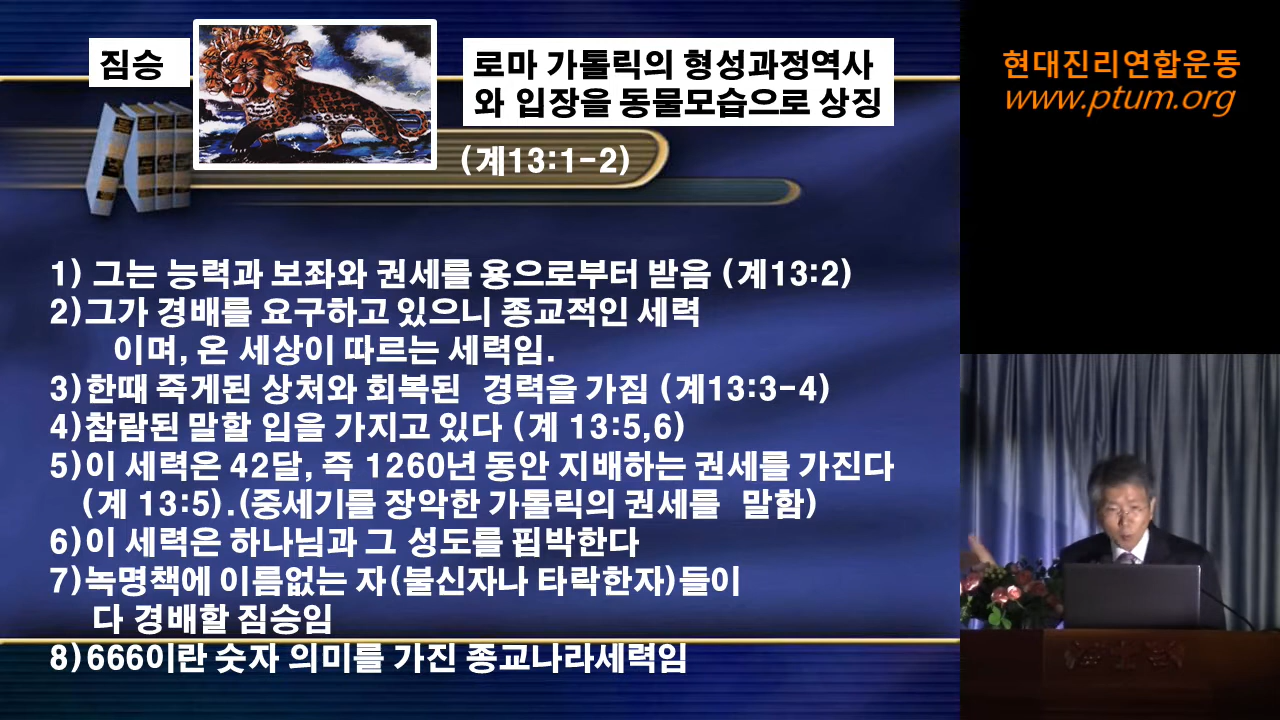 짐승
로마 가톨릭의 형성과정역사
와 입장을 동물모습으로 상징
(계13:1-2)
1) 그는 능력과 보좌와 권세를 용으로부터 받음 (계13:2)
2)그가 경배를 요구하고 있으니 종교적인 세력
이며, 온 세상이 따르는 세력임.
3)한때 죽게된 상처와 회복된 경력을 가짐 (계13:3-4)
4)참람된 말할 입을 가지고 있다 (계 13:5,6)
5)이 세력은 42달, 즉 1260년 동안 지배하는 권세를 가진다
(계 13:5).(중세기를 장악한 가톨릭의 권세를 말함)
6)이 세력은 하나님과 그 성도를 핍박한다
7)녹명책에 이름없는 자(불신자나 타락한자)들이
다 경배할 짐승임
8)666이란 숫자 의미를 가진 종교나라세력임
현대진리연합운동
www.ptum.org